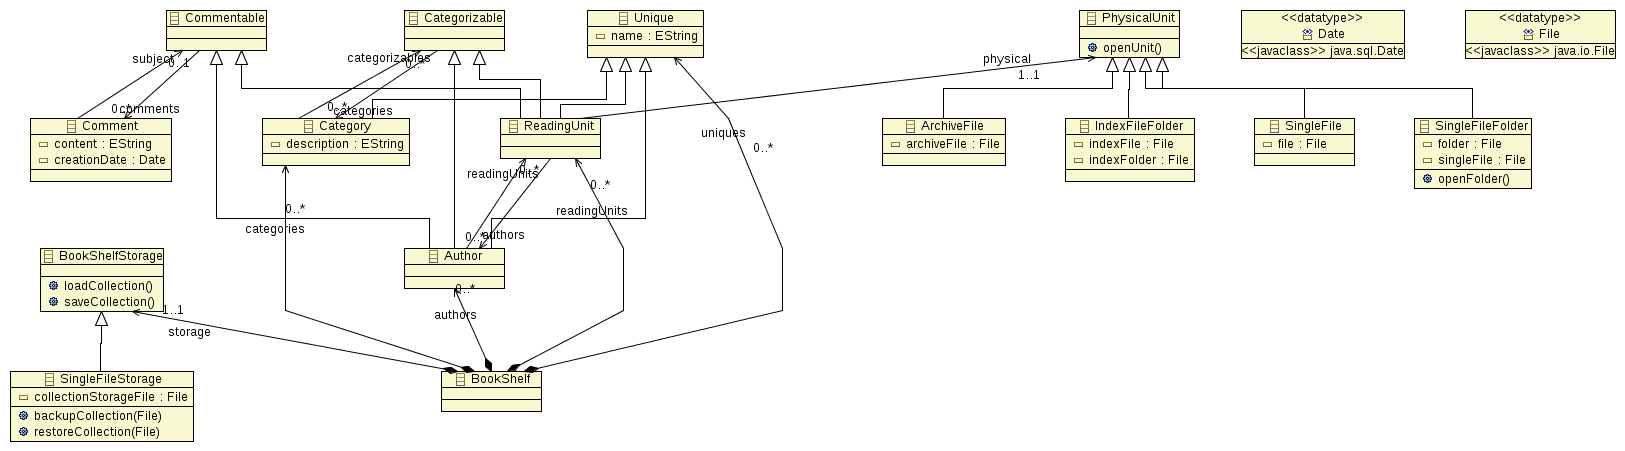 Commentable
Categorizable
Unique
name : EString
PhysicalUnit
openUnit()
<<datatype>>
Date
<<javaclass>> java.sql.Date
<<datatype>>
File
<<javaclass>> java.io.File
subject
0..1
categorizables
0..*
physical
1..1
0..*
comments
0..*
categories
uniques
0..*
Comment
content : EString
creationDate : Date
Category
description : EString
ReadingUnit
ArchiveFile
archiveFile : File
IndexFileFolder
indexFile : File
indexFolder : File
SingleFile
file : File
SingleFileFolder
folder : File
singleFile : File
openFolder()
readingUnits
0..*
0..*
readingUnits
0..*
categories
0..*
authors
BookShelfStorage
loadCollection()
saveCollection()
Author
0..*
authors
1..1
storage
SingleFileStorage
collectionStorageFile : File
backupCollection(File)
restoreCollection(File)
BookShelf